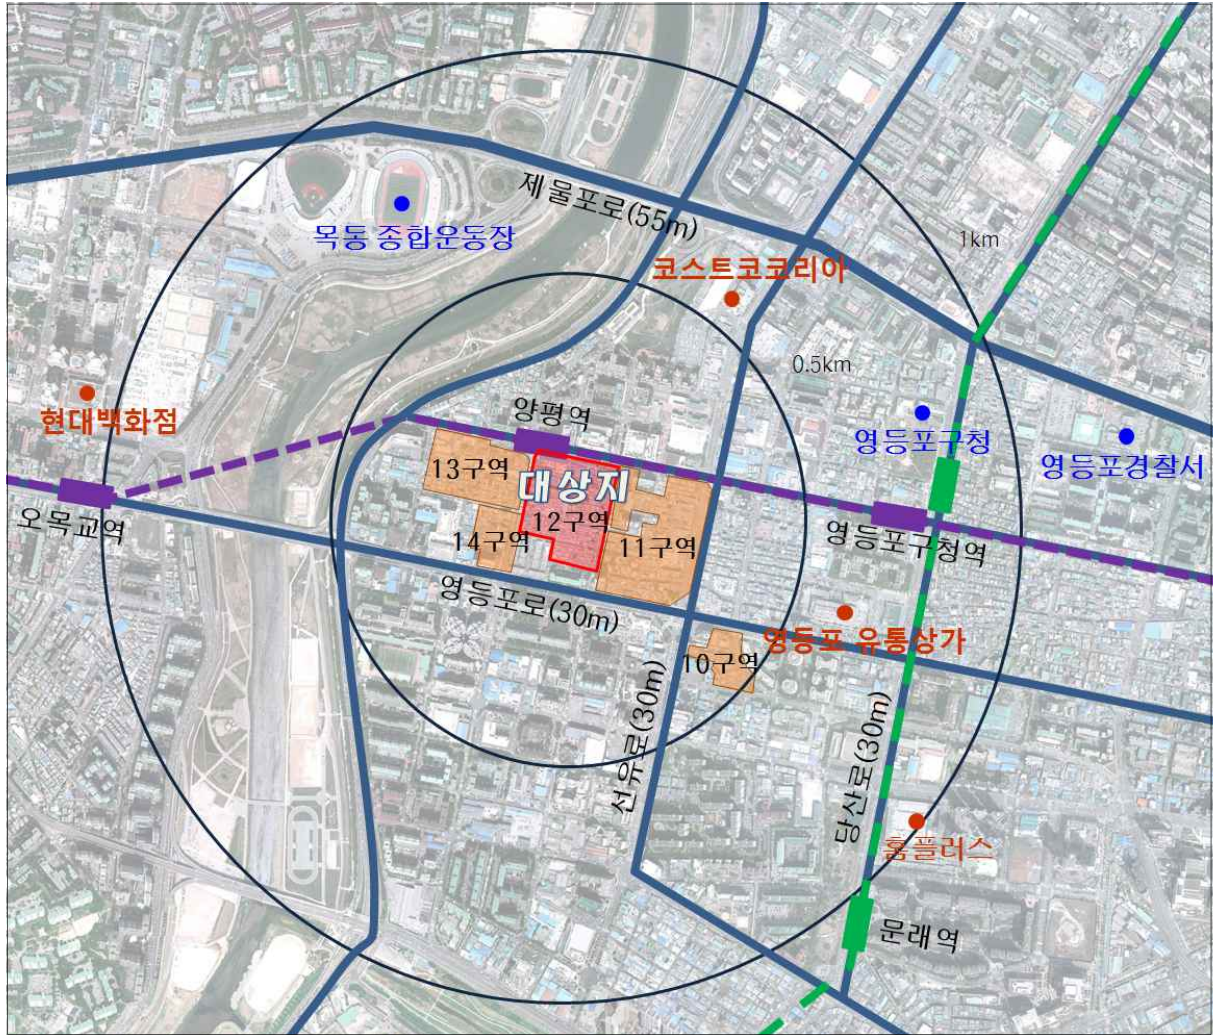 제물포로(55m)
목동 종합운동장
1km
코스트코코리아
0.5km
현대백화점
양평역
영등포구청
영등포경찰서
13구역
대상지
오목교역
12구역
14구역
11구역
영등포구청역
영등포로(30m)
영등포 유통상가
10구역
선유로(30m)
당산로(30m)
홈플러스
문래역